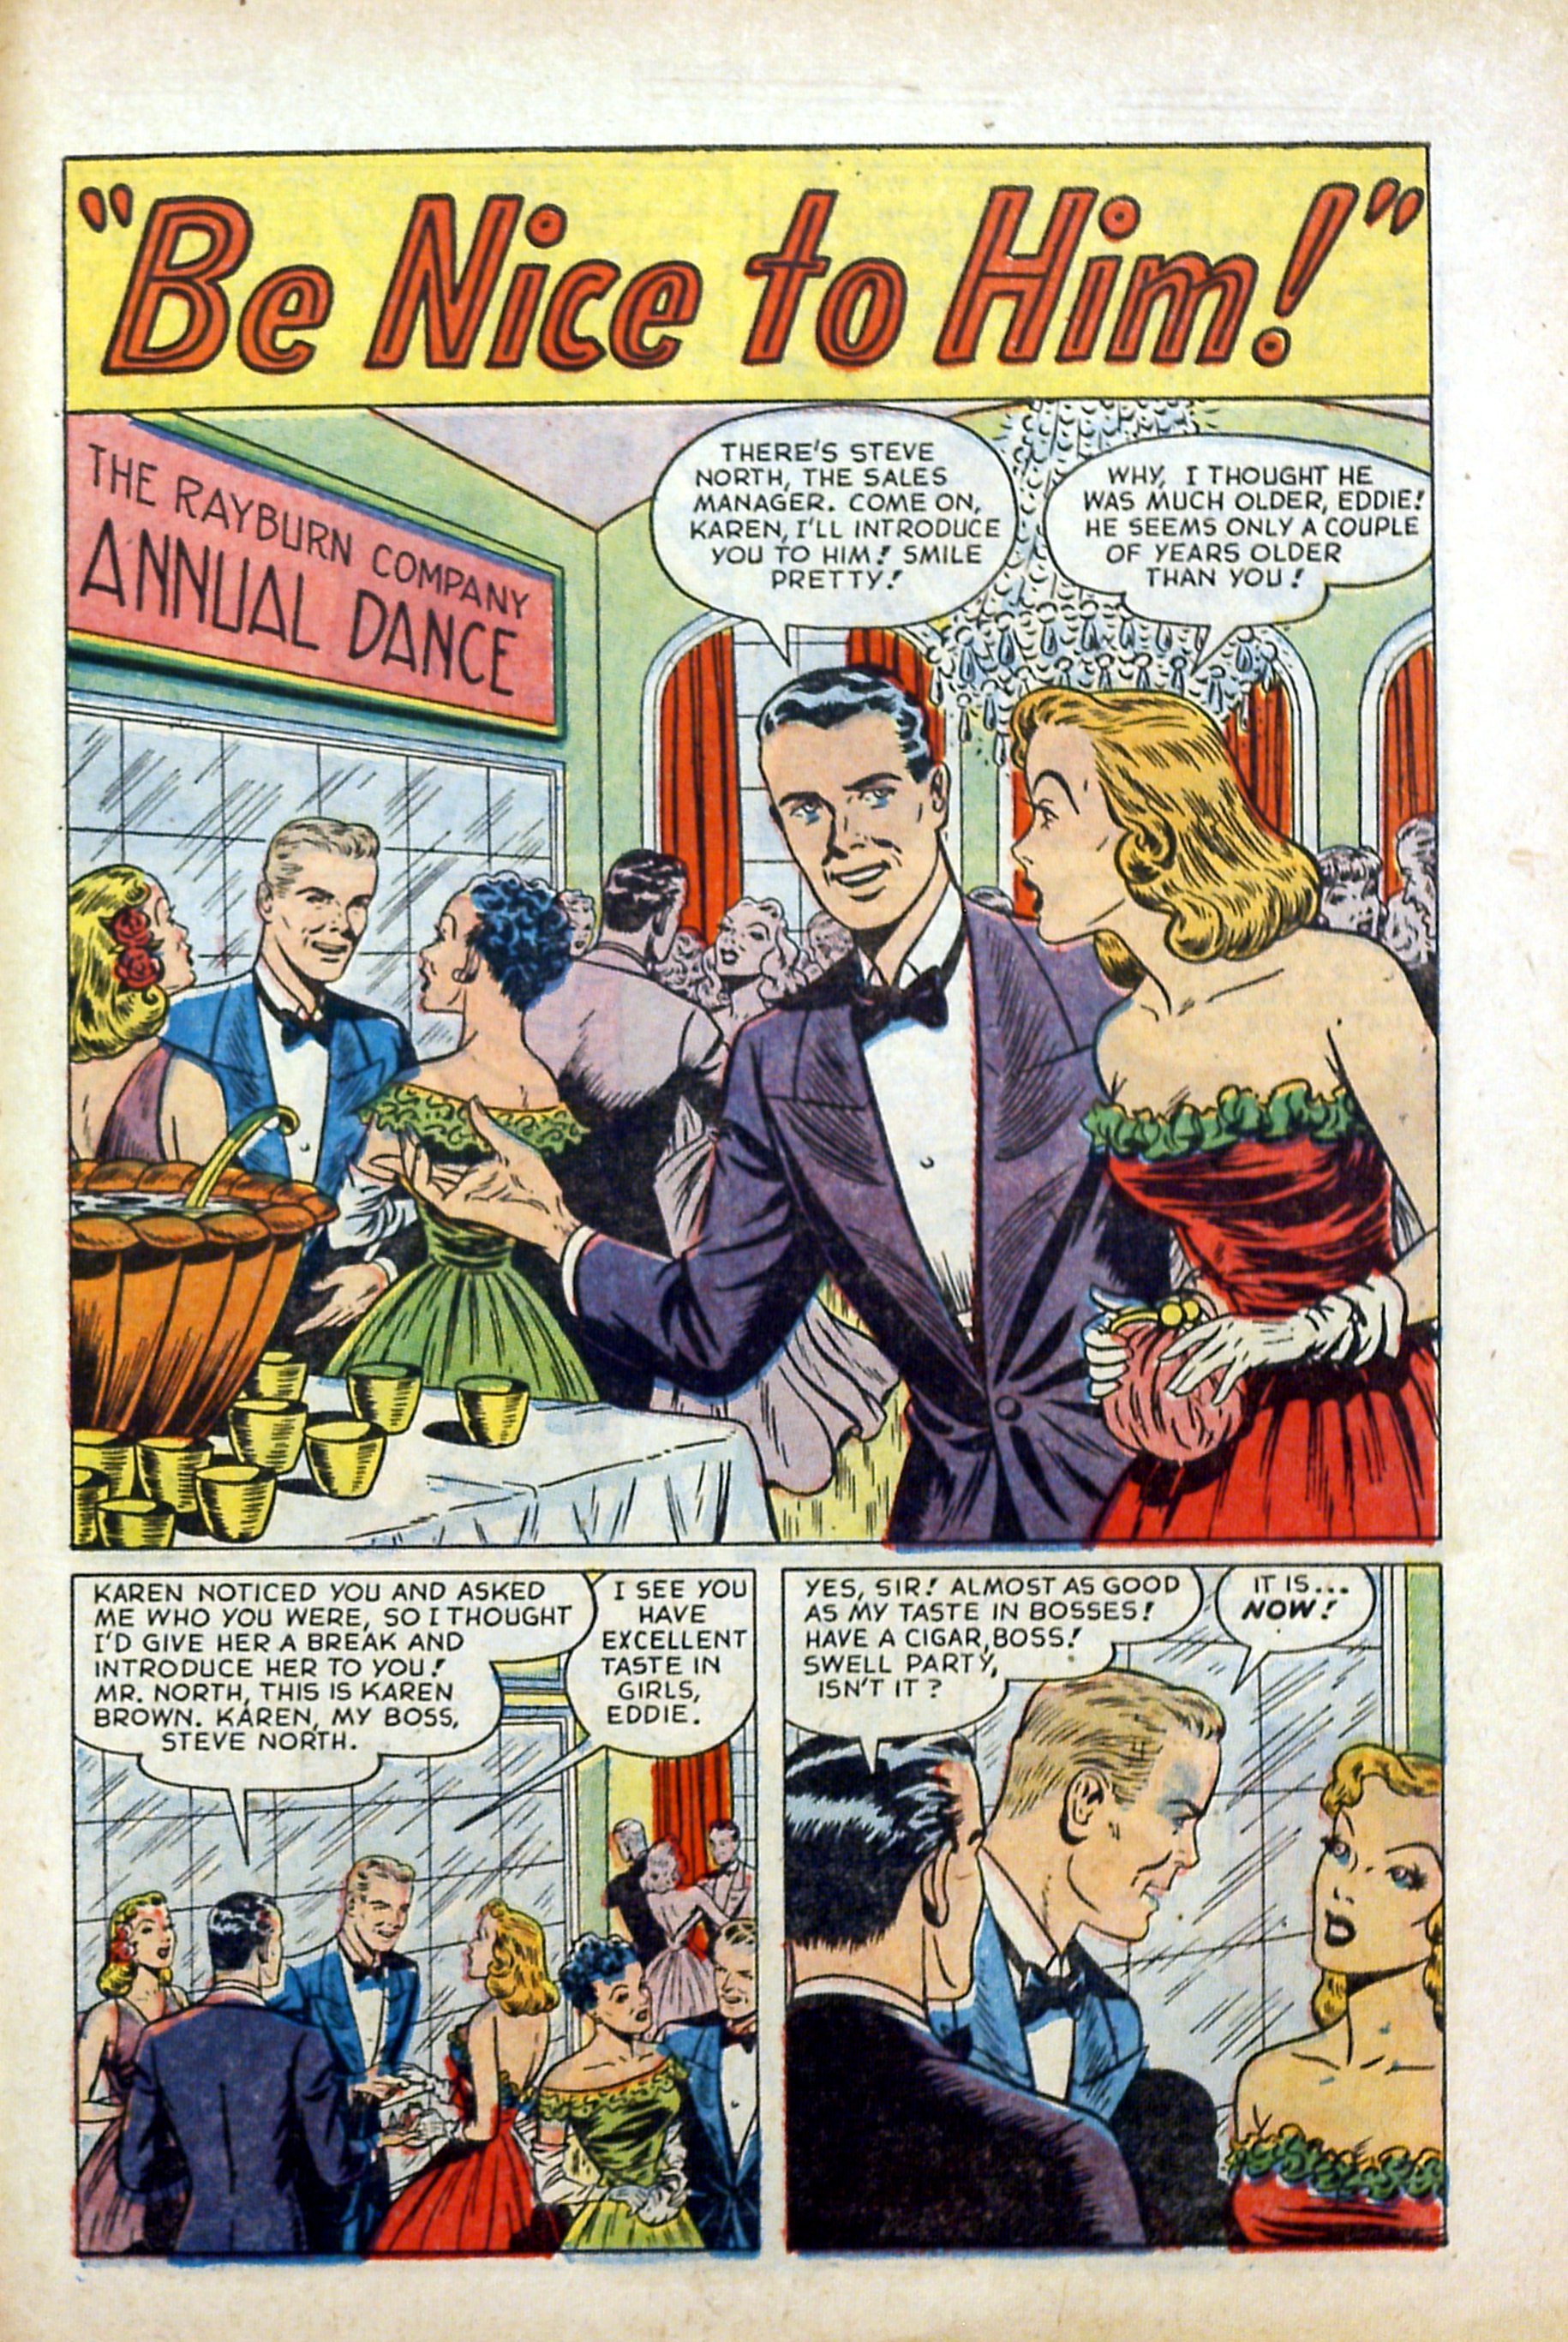 "Be Nice to Him!"
THE RAYBURN COMPANY
ANNUAL DANCE
THERE'S STEVE
NORTH, THE SALES
MANAGER. COME ON,
KAREN, I'LL INTRODUCE
YOU TO HIM! SMILE
PRETTY!
WHY, I THOUGHT HE
WAS MUCH OLDER, EDDIE!
HE SEEMS ONLY A COUPLE
OF YEARS OLDER
THAN YOU!
KAREN NOTICED YOU AND ASKED
ME WHO YOU WERE, SO I THOUGHT
I'D GIVE HER A BREAK AND
INTRODUCE HER TO YOU!
MR. NORTH, THIS IS KAREN
BROWN. KAREN, MY BOSS,
STEVE NORTH.
I SEE YOU
HAVE
EXCELLENT
TASTE IN
GIRLS,
EDDIE.
YES, SIR! ALMOST AS GOOD
AS MY TASTE IN BOSSES!
HAVE A CIGAR, BOSS!
SWELL PARTY,
ISN'T IT?
IT IS...
NOW!